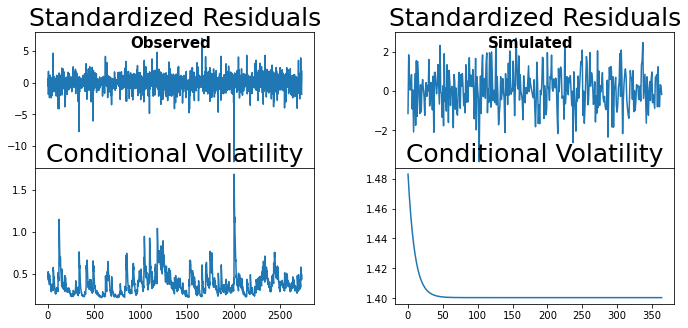 Standardized Residuals
Observed
5
0
−5
−10
Conditional Volatility
1.5
1.0
0.5
0 500 1000 1500 2000 2500
Standardized Residuals
Simulated
2
0
−2
Conditional Volatility
1.48
1.46
1.44
1.42
1.40
0 50 100 150 200 250 300 350